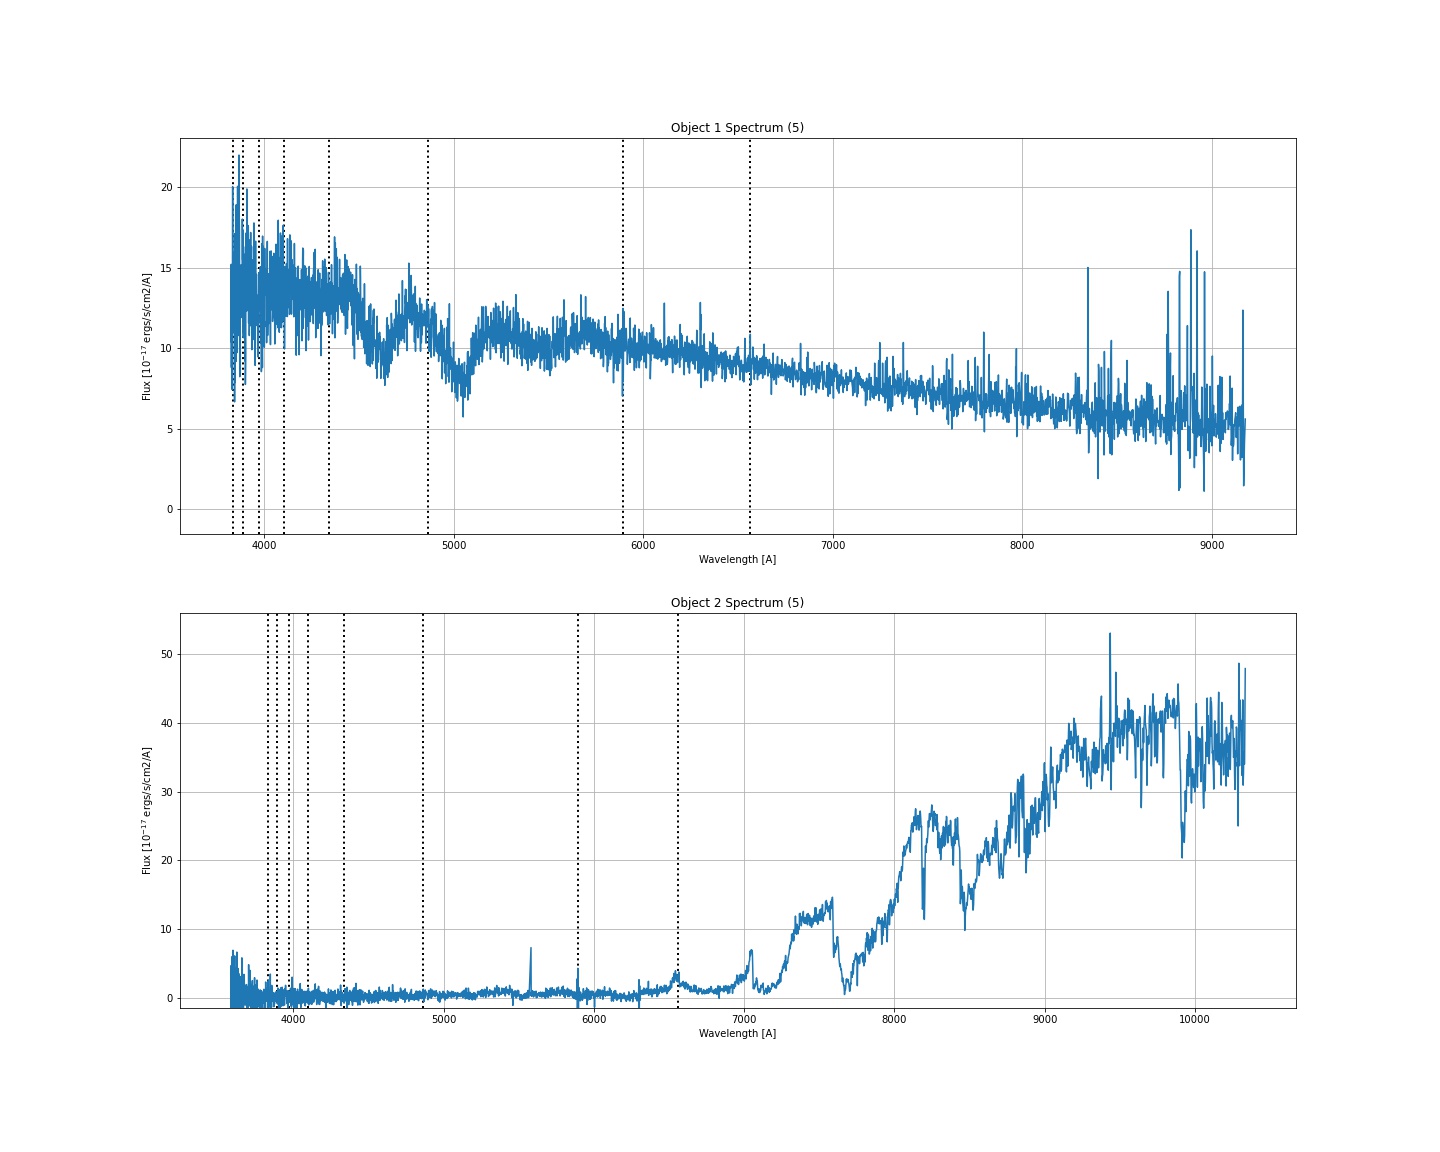 Object 1 Spectrum (5)
20
15
10
5
0
Flux [10⁻¹⁷ ergs/s/cm2/A]
4000 5000 6000 7000 8000 9000
Wavelength [A]
Object 2 Spectrum (5)
50
40
30
20
10
0
Flux [10⁻¹⁷ ergs/s/cm2/A]
4000 5000 6000 7000 8000 9000 10000
Wavelength [A]